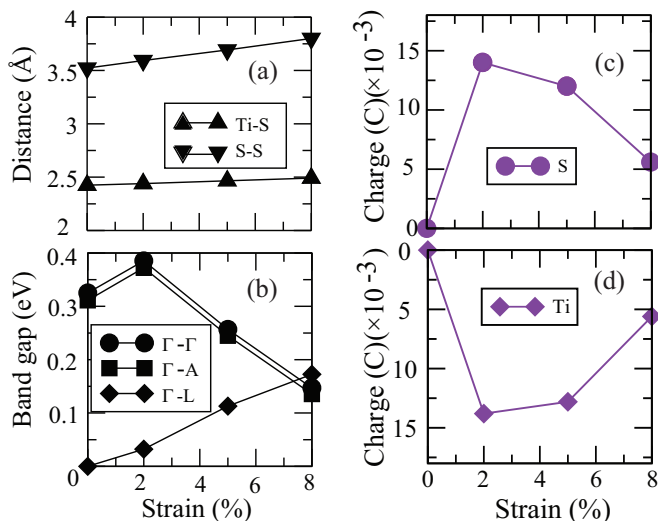 4
3.5
3
2.5
2
Distance (Å)
(a)
Ti-S
S-S
0.4
0.3
0.2
0.1
0
Band gap (eV)
(b)
Γ-Γ
Γ-A
Γ-L
0 2 4 6 8
Strain (%)
15
10
5
0
Charge (C)(×10⁻³)
(c)
S
0
5
10
15
Charge (C)(×10⁻³)
(d)
Ti
0 2 4 6 8
Strain (%)